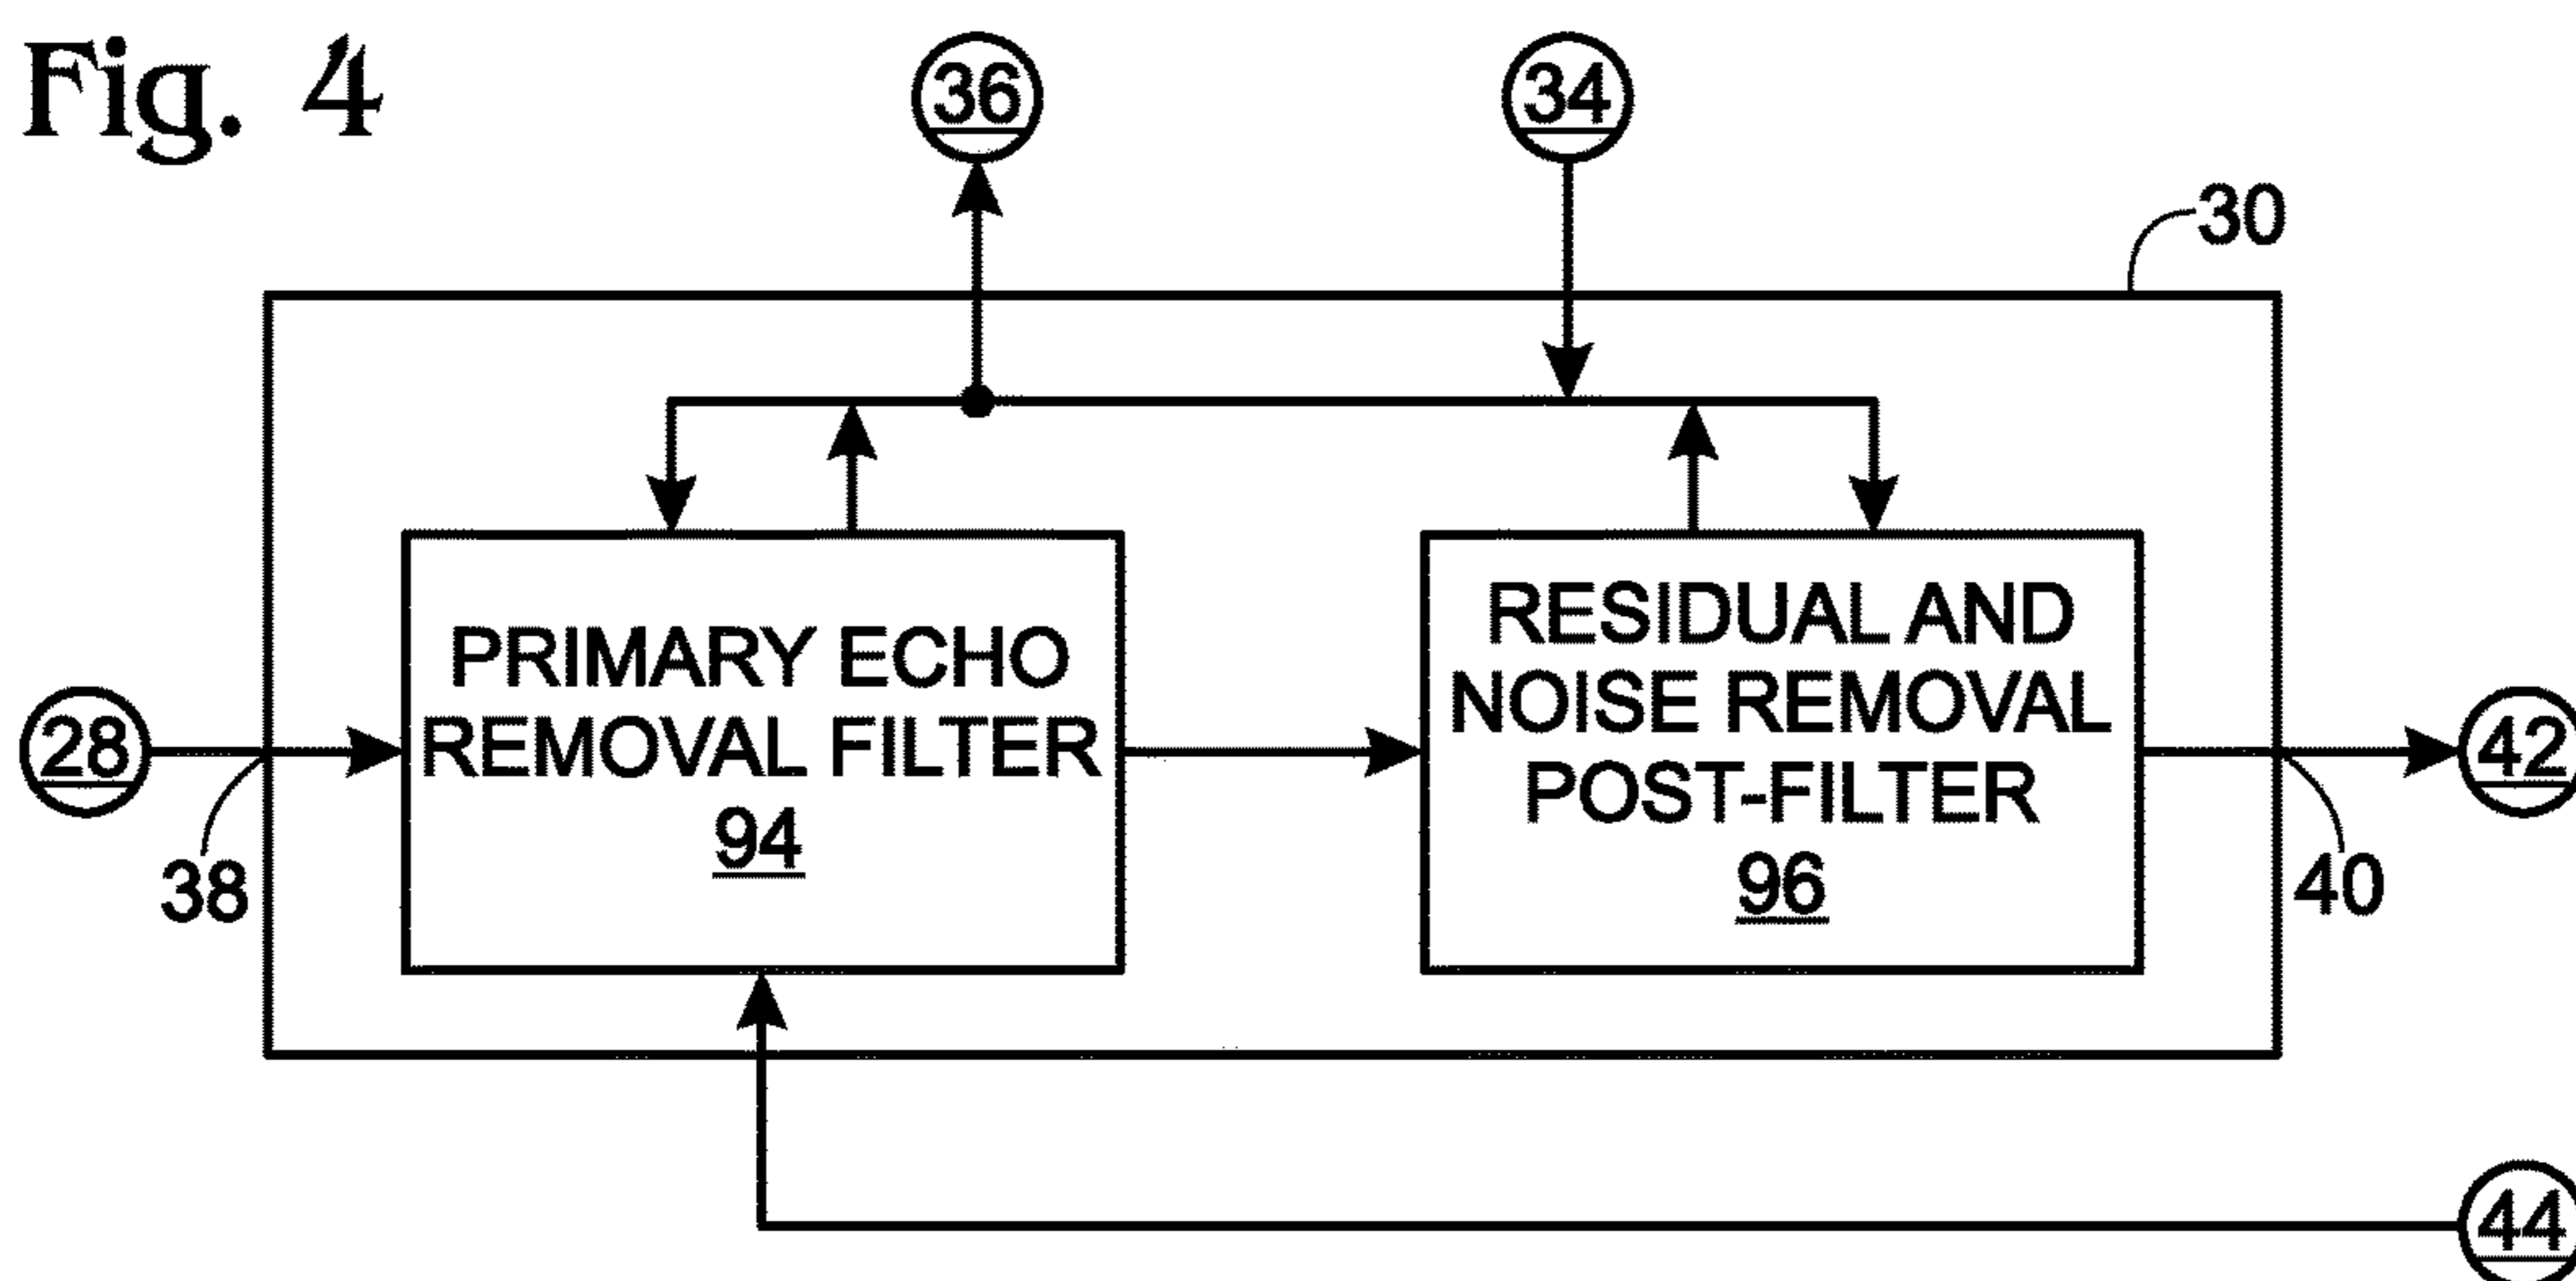 Fig. 4
36
34
30
PRIMARY ECHO
REMOVAL FILTER
94
RESIDUAL AND
NOISE REMOVAL
POST-FILTER
96
28
38
42
40
44